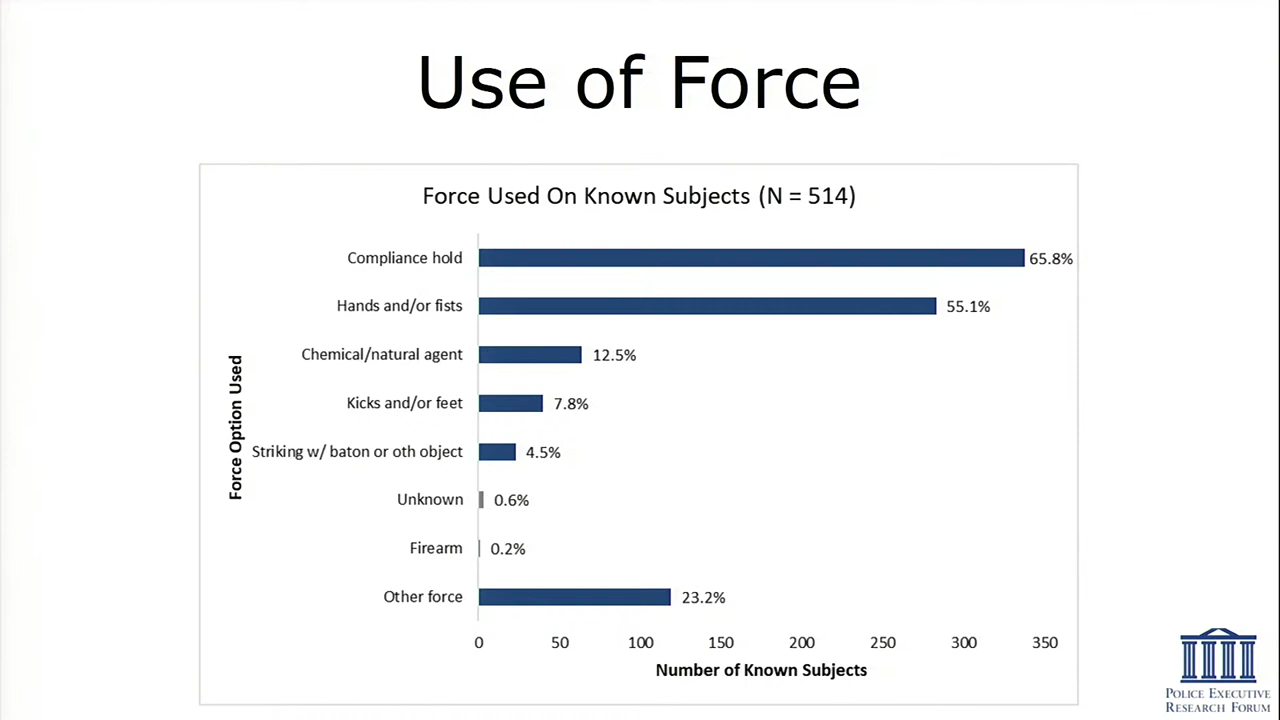 Use of Force
Force Used On Known Subjects (N = 514)
Force Option Used
Compliance hold 65.8%
Hands and/or fists 55.1%
Chemical/natural agent 12.5%
Kicks and/or feet 7.8%
Striking w/ baton or oth object 4.5%
Unknown 0.6%
Firearm 0.2%
Other force 23.2%
0 50 100 150 200 250 300 350
Number of Known Subjects
POLICE EXECUTIVE
RESEARCH FORUM